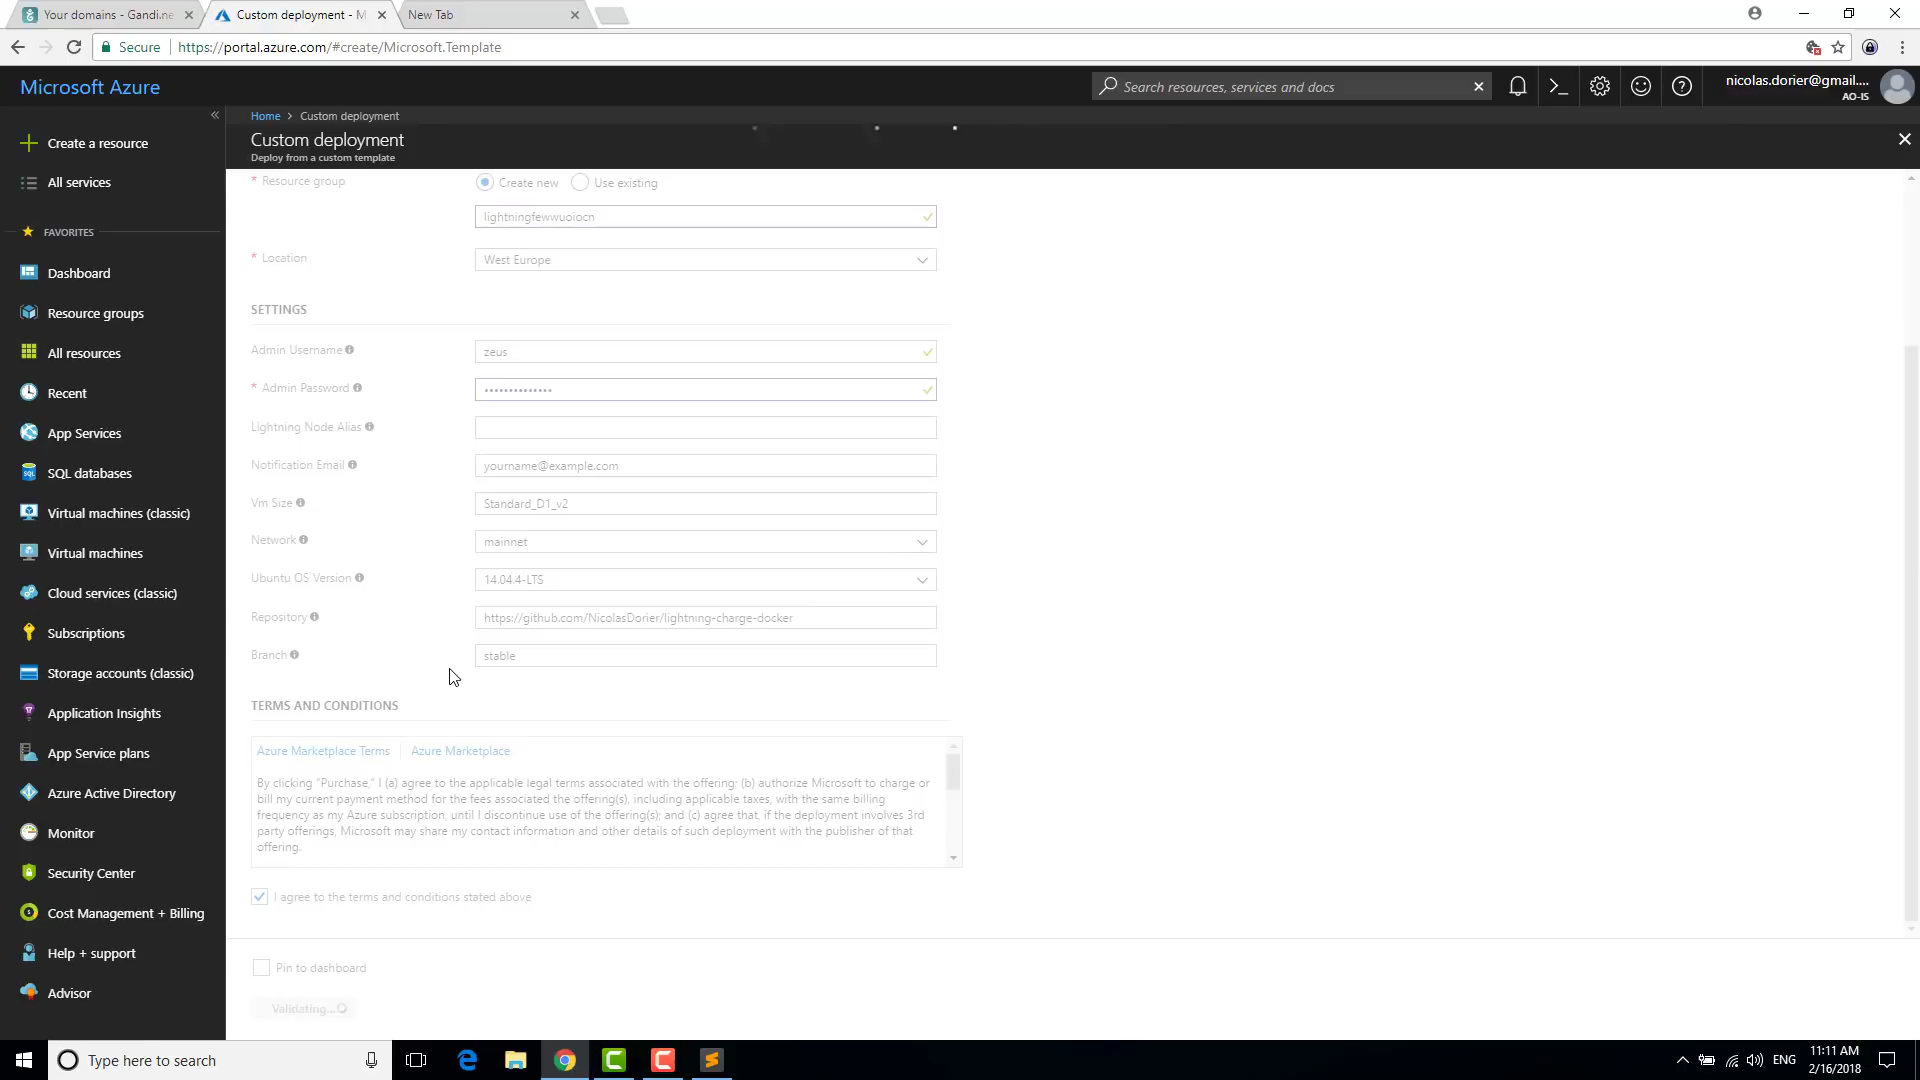 Your domains - Gandi.ne
Custom deployment - M
New Tab
Secure
https://portal.azure.com/#create/Microsoft.Template
Microsoft Azure
Search resources, services and docs
nicolas.dorier@gmail....
AO-IS
Create a resource
All services
FAVORITES
Dashboard
Resource groups
All resources
Recent
App Services
SQL databases
Virtual machines (classic)
Virtual machines
Cloud services (classic)
Subscriptions
Storage accounts (classic)
Application Insights
App Service plans
Azure Active Directory
Monitor
Security Center
Cost Management + Billing
Help + support
Advisor
Home > Custom deployment
Custom deployment
Deploy from a custom template
* Resource group
Create new
Use existing
lightningfewwuoiocn
* Location
West Europe
SETTINGS
Admin Username
zeus
* Admin Password
••••••••••••••
Lightning Node Alias
Notification Email
yourname@example.com
Vm Size
Standard_D1_v2
Network
mainnet
Ubuntu OS Version
14.04.4-LTS
Repository
https://github.com/NicolasDorier/lightning-charge-docker
Branch
stable
TERMS AND CONDITIONS
Azure Marketplace Terms
Azure Marketplace
By clicking "Purchase," I (a) agree to the applicable legal terms associated with the offering; (b) authorize Microsoft to charge or
bill my current payment method for the fees associated the offering(s), including applicable taxes, with the same billing
frequency as my Azure subscription, until I discontinue use of the offering(s); and (c) agree that, if the deployment involves 3rd
party offerings, Microsoft may share my contact information and other details of such deployment with the publisher of that
offering.
I agree to the terms and conditions stated above
Pin to dashboard
Validating...
Type here to search
ENG
11:11 AM
2/16/2018